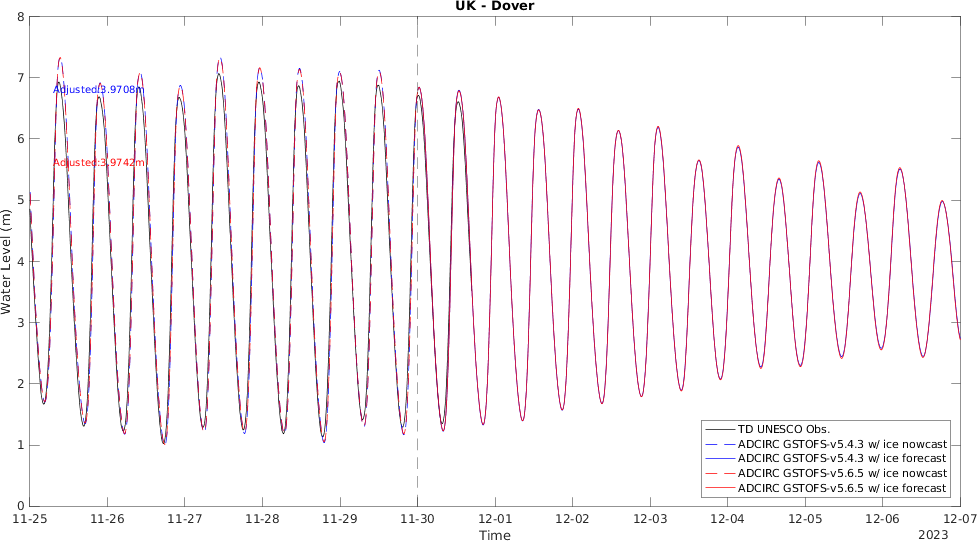 UK - Dover
8
7
6
5
4
3
2
1
0
Water Level (m)
Adjusted:3.9708m
Adjusted:3.9742m
TD UNESCO Obs.
ADCIRC GSTOFS-v5.4.3 w/ ice nowcast
ADCIRC GSTOFS-v5.4.3 w/ ice forecast
ADCIRC GSTOFS-v5.6.5 w/ ice nowcast
ADCIRC GSTOFS-v5.6.5 w/ ice forecast
11-25 11-26 11-27 11-28 11-29 11-30 12-01 12-02 12-03 12-04 12-05 12-06 12-07
Time
2023